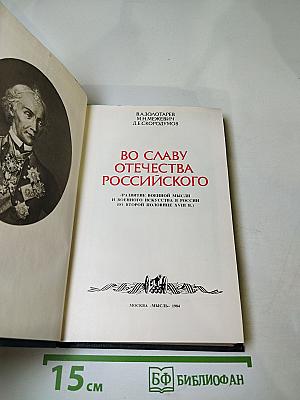 В.А.ЗОЛОТАРЕВ
М.Н.МЕЖЕВИЧ
Д.Е.СКОРОДУМОВ
ВО СЛАВУ
ОТЕЧЕСТВА
РОССИЙСКОГО
(РАЗВИТИЕ ВОЕННОЙ МЫСЛИ
И ВОЕННОГО ИСКУССТВА В РОССИИ
ВО ВТОРОЙ ПОЛОВИНЕ XVIII В.)
МОСКВА «МЫСЛЬ» 1984
15 см
БФ БИБЛИОФАН